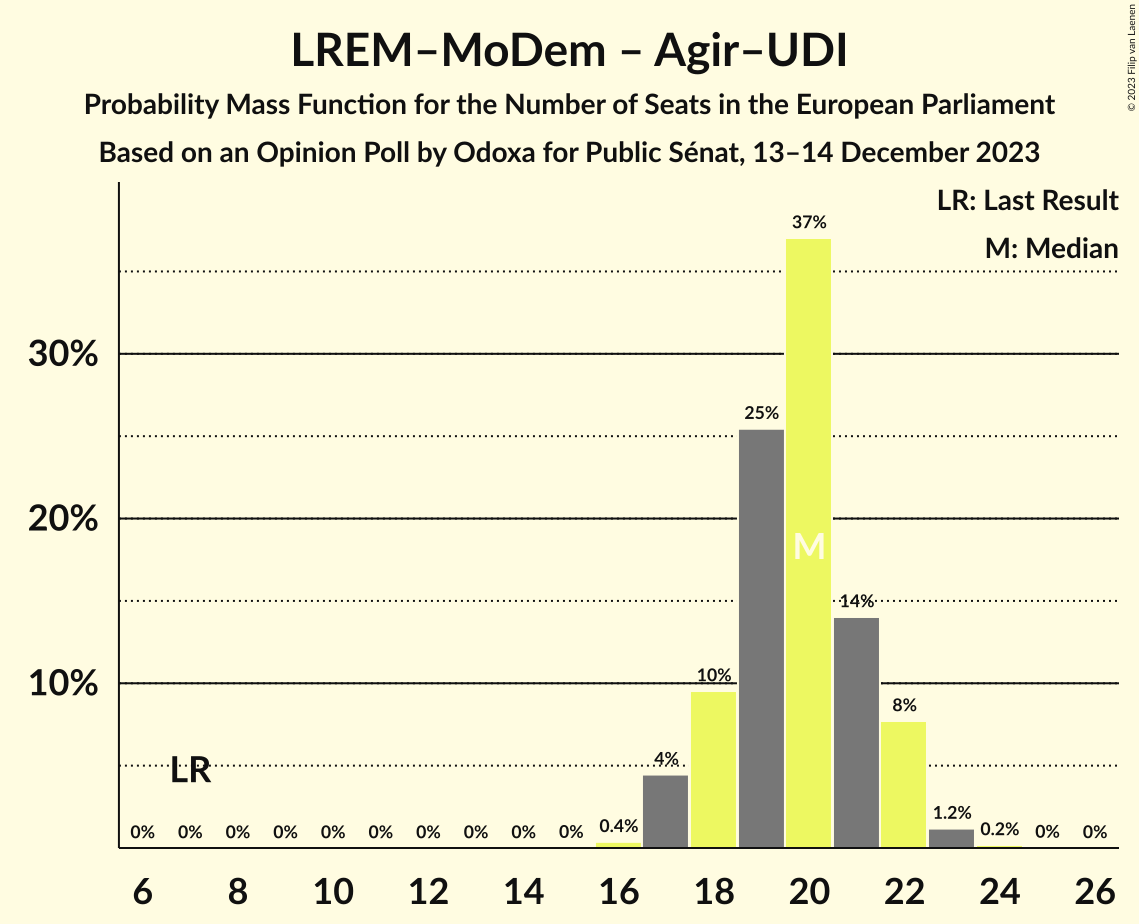 LREM–MoDem – Agir–UDI
Probability Mass Function for the Number of Seats in the European Parliament
Based on an Opinion Poll by Odoxa for Public Sénat, 13–14 December 2023
© 2023 Filip van Laenen
LR: Last Result
M: Median
37%
30%
25%
20%
M
14%
10%
10%
8%
4%
LR
0% 0% 0% 0% 0% 0% 0% 0% 0% 0% 0.4% 1.2% 0.2% 0% 0%
6 8 10 12 14 16 18 20 22 24 26